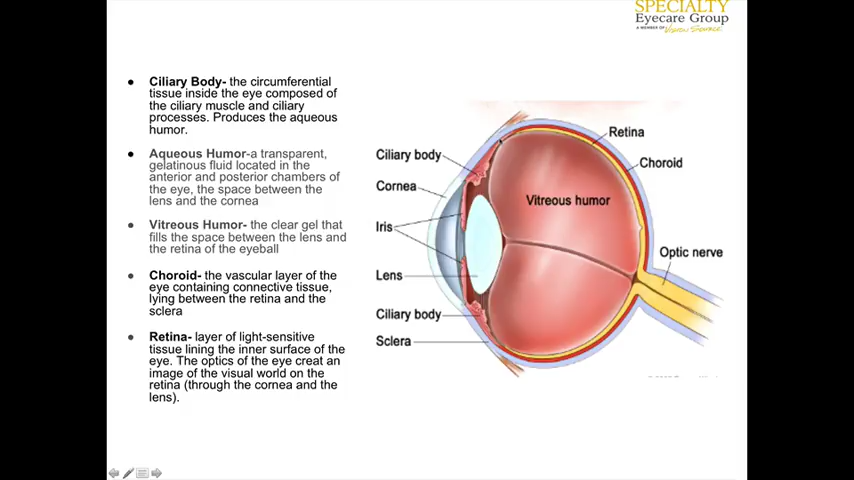 SPECIALTY
Eyecare Group
A MEMBER OF Vision Source
Ciliary Body- the circumferential
tissue inside the eye composed of
the ciliary muscle and ciliary
processes. Produces the aqueous
humor.
Aqueous Humor-a transparent,
gelatinous fluid located in the
anterior and posterior chambers of
the eye, the space between the
lens and the cornea
Vitreous Humor- the clear gel that
fills the space between the lens and
the retina of the eyeball
Choroid- the vascular layer of the
eye containing connective tissue,
lying between the retina and the
sclera
Retina- layer of light-sensitive
tissue lining the inner surface of the
eye. The optics of the eye creat an
image of the visual world on the
retina (through the cornea and the
lens).
Retina
Ciliary body
Choroid
Cornea
Vitreous humor
Iris
Optic nerve
Lens
Ciliary body
Sclera